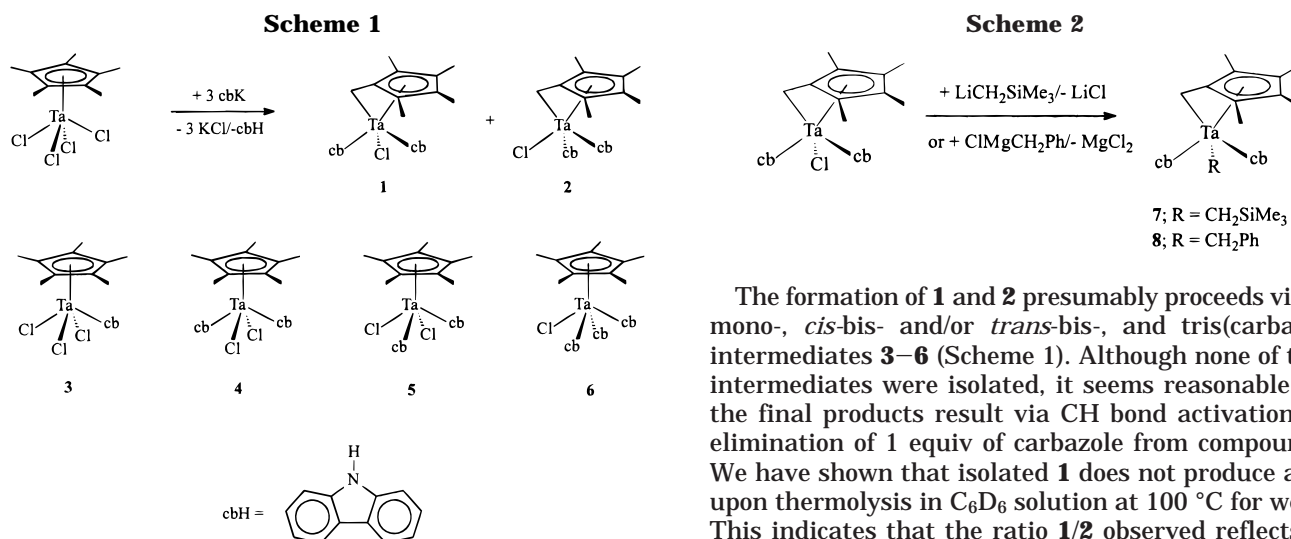 Scheme 1
Ta
Cl
Cl
Cl
Cl
+ 3 cbK
- 3 KCl/-cbH
Ta
cb
Cl
cb
1
+
Ta
Cl
cb
cb
2
Ta
Cl
Cl
Cl
cb
3
Ta
cb
Cl
Cl
cb
4
Ta
Cl
cb
Cl
cb
5
Ta
Cl
cb
cb
cb
6
cbH =
H
N
Scheme 2
Ta
cb
Cl
cb
+ LiCH2SiMe3/- LiCl
or + ClMgCH2Ph/- MgCl2
Ta
cb
R
cb
7; R = CH2SiMe3
8; R = CH2Ph
The formation of 1 and 2 presumably proceeds
mono-, cis-bis- and/or trans-bis-, and
intermediates 3–6 (Scheme 1). Although none of
intermediates were isolated, it seems reasonable
the final products result via CH bond activation
elimination of 1 equiv of carbazole from
We have shown that isolated 1 does not produce
upon thermolysis in C6D6 solution at 100 °C for
This indicates that the ratio 1/2 observed reflects